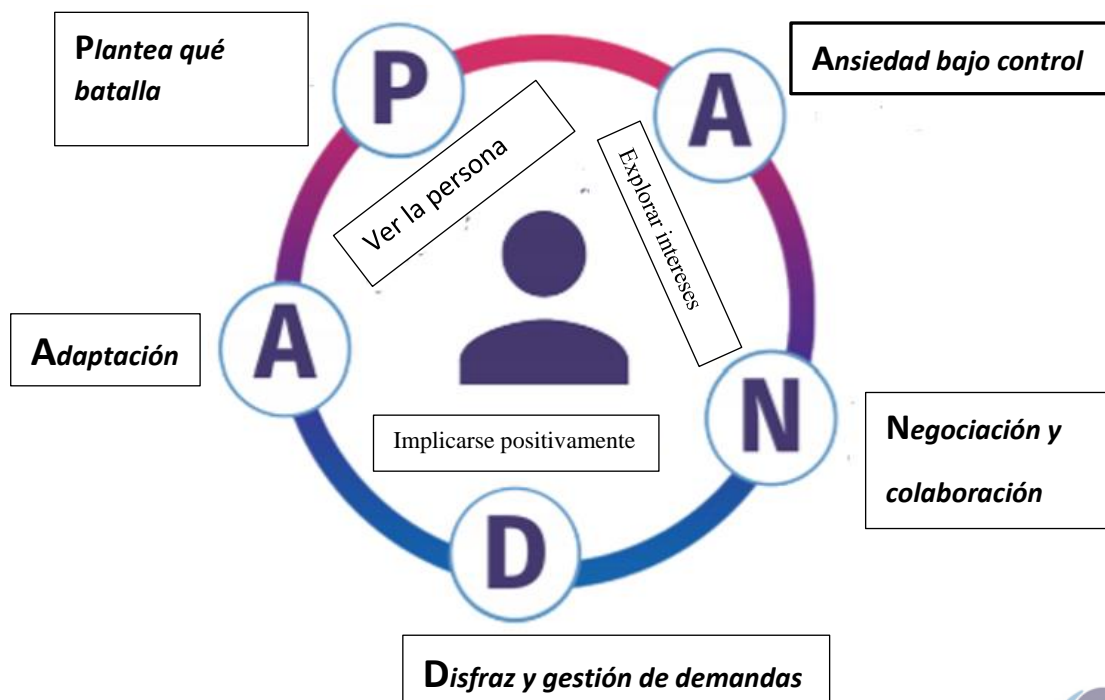 Plantea qué
batalla
P
A
Ansiedad bajo control
Ver la persona
Explorar intereses
A
Adaptación
N
Negociación y
colaboración
Implicarse positivamente
D
Disfraz y gestión de demandas